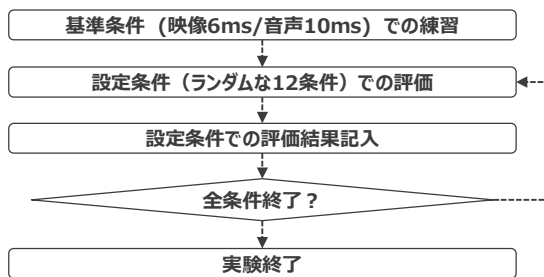 基準条件 (映像6ms/音声10ms) での練習
設定条件（ランダムな12条件）での評価
設定条件での評価結果記入
全条件終了？
実験終了